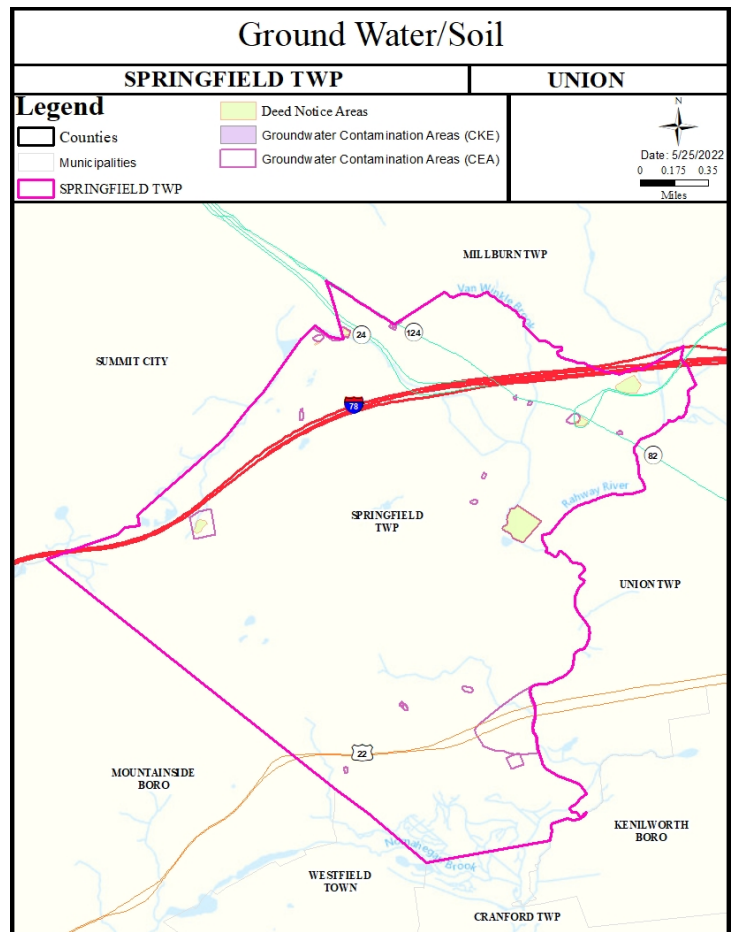 Ground Water/Soil
SPRINGFIELD TWP
UNION
Legend
Counties
Municipalities
SPRINGFIELD TWP
Deed Notice Areas
Groundwater Contamination Areas (CKE)
Groundwater Contamination Areas (CEA)
N
Date: 5/25/2022
0 0.175 0.35
Miles
MILLBURN TWP
Van Winkle Brook
24
124
SUMMIT CITY
78
82
Rahway River
SPRINGFIELD
TWP
UNION TWP
22
MOUNTAINSIDE
BORO
KENILWORTH
BORO
Nomahegan Brook
WESTFIELD
TOWN
CRANFORD TWP